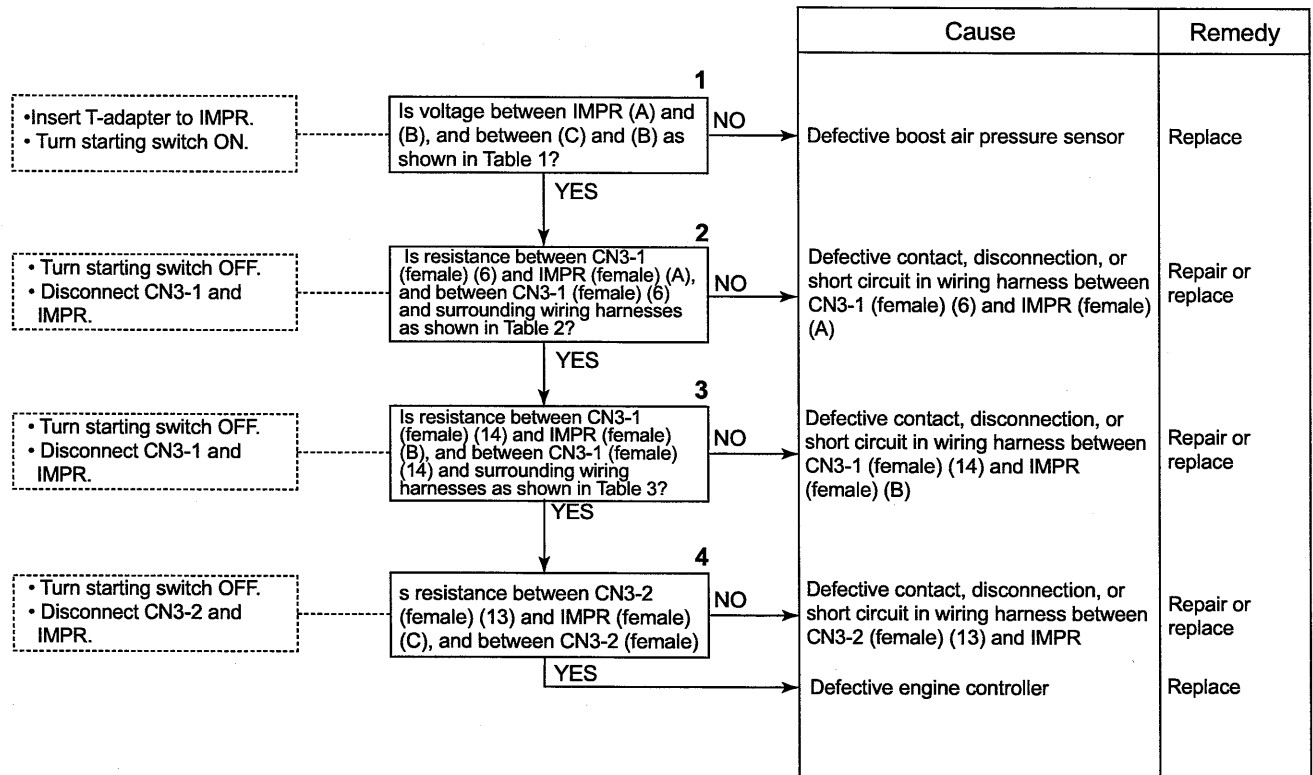 Cause
Remedy
•Insert T-adapter to IMPR.
• Turn starting switch ON.
1
Is voltage between IMPR (A) and
(B), and between (C) and (B) as
shown in Table 1?
NO
Defective boost air pressure sensor
Replace
YES
• Turn starting switch OFF.
• Disconnect CN3-1 and
IMPR.
2
Is resistance between CN3-1
(female) (6) and IMPR (female) (A),
and between CN3-1 (female) (6)
and surrounding wiring harnesses
as shown in Table 2?
NO
Defective contact, disconnection, or
short circuit in wiring harness between
CN3-1 (female) (6) and IMPR (female)
(A)
Repair or
replace
YES
• Turn starting switch OFF.
• Disconnect CN3-1 and
IMPR.
3
Is resistance between CN3-1
(female) (14) and IMPR (female)
(B), and between CN3-1 (female)
(14) and surrounding wiring
harnesses as shown in Table 3?
NO
Defective contact, disconnection, or
short circuit in wiring harness between
CN3-1 (female) (14) and IMPR
(female) (B)
Repair or
replace
YES
• Turn starting switch OFF.
• Disconnect CN3-2 and
IMPR.
4
s resistance between CN3-2
(female) (13) and IMPR (female)
(C), and between CN3-2 (female)
NO
Defective contact, disconnection, or
short circuit in wiring harness between
CN3-2 (female) (13) and IMPR
Repair or
replace
YES
Defective engine controller
Replace